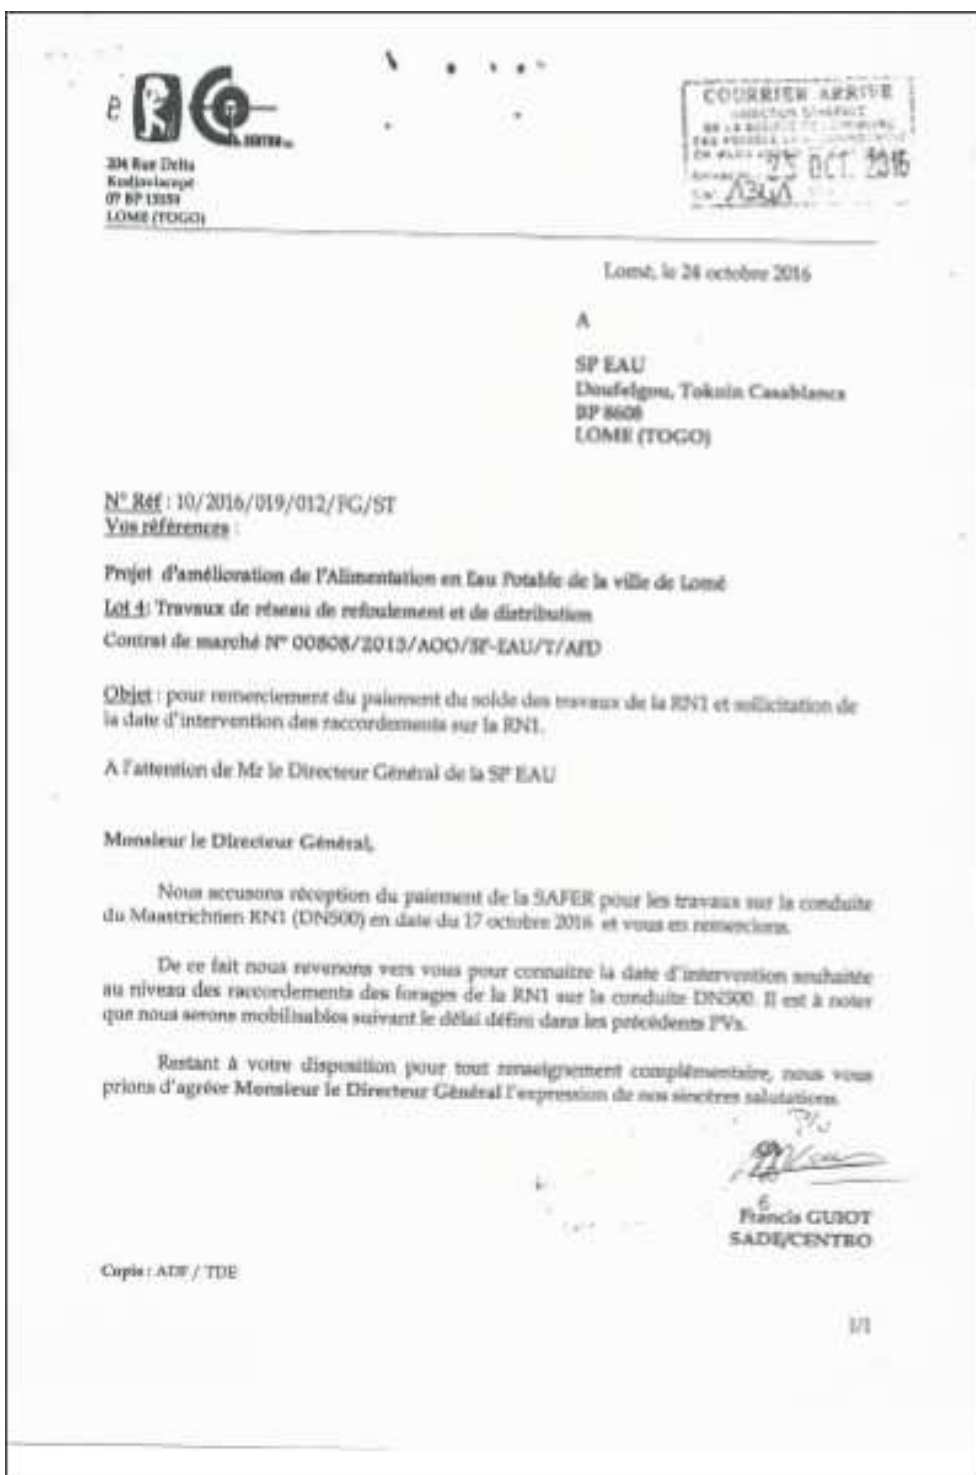 204 Rue Delta
LOME (TOGO)
COURRIER ARRIVE
25 OCT. 2016
Lomé, le 24 octobre 2016
A
SP EAU
Doufelgou, Tokoin Casablanca
BP 8608
LOME (TOGO)
N° Réf : 10/2016/019/012/FG/ST
Vos références :
Projet d'amélioration de l'Alimentation en Eau Potable de la ville de Lomé
Lot 4: Travaux de réseau de refoulement et de distribution
Contrat de marché N° 00808/2013/AOO/SP-EAU/T/AFD
Objet : pour remerciement du paiement du solde des travaux de la RN1 et sollicitation de
la date d'intervention des raccordements sur la RN1.
A l'attention de Mr le Directeur Général de la SP EAU
Monsieur le Directeur Général,
Nous accusons réception du paiement de la SAFER pour les travaux sur la conduite
du Maastrichtien RN1 (DN500) en date du 17 octobre 2016 et vous en remercions.
De ce fait nous revenons vers vous pour connaitre la date d'intervention souhaitée
au niveau des raccordements des forages de la RN1 sur la conduite DN500. Il est à noter
que nous serons mobilisables suivant le délai défini dans les précédents PVs.
Restant à votre disposition pour tout renseignement complémentaire, nous vous
prions d'agréer Monsieur le Directeur Général l'expression de nos sincères salutations.
Francis GUIOT
SADE/CENTRO
Copie : ADF / TDE
1/1